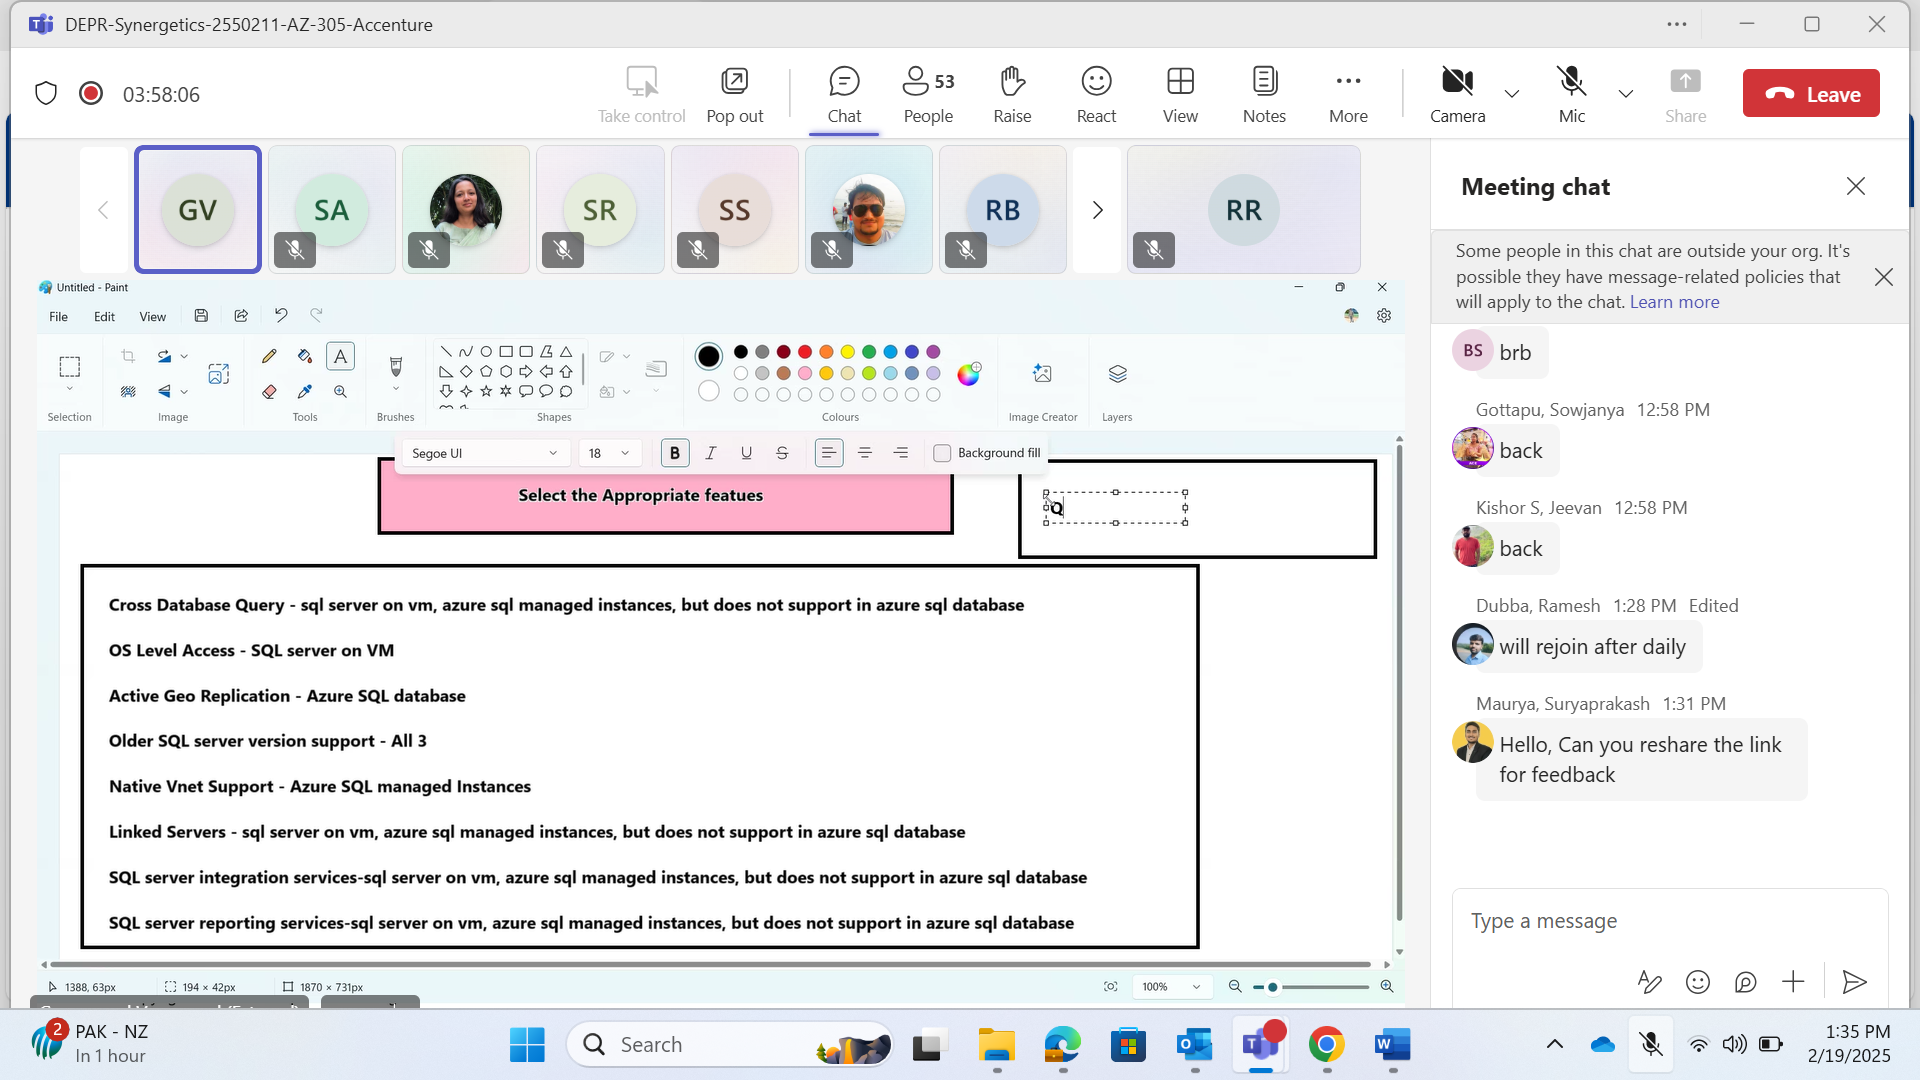 DEPR-Synergetics-2550211-AZ-305-Accenture
03:58:06
Take control
Pop out
Chat
53
People
Raise
React
View
Notes
More
Camera
Mic
Share
Leave
GV
SA
SR
SS
RB
RR
Untitled - Paint
File
Edit
View
Selection
Image
Tools
Brushes
Shapes
Colours
Image Creator
Layers
Segoe UI
18
B
I
U
S
Background fill
Select the Appropriate featues
Q
Cross Database Query - sql server on vm, azure sql managed instances, but does not support in azure sql database
OS Level Access - SQL server on VM
Active Geo Replication - Azure SQL database
Older SQL server version support - All 3
Native Vnet Support - Azure SQL managed Instances
Linked Servers - sql server on vm, azure sql managed instances, but does not support in azure sql database
SQL server integration services-sql server on vm, azure sql managed instances, but does not support in azure sql database
SQL server reporting services-sql server on vm, azure sql managed instances, but does not support in azure sql database
1388, 63px
194 × 42px
1870 × 731px
100%
Meeting chat
Some people in this chat are outside your org. It's
possible they have message-related policies that
will apply to the chat. Learn more
BS
brb
Gottapu, Sowjanya 12:58 PM
back
Kishor S, Jeevan 12:58 PM
back
Dubba, Ramesh 1:28 PM Edited
will rejoin after daily
Maurya, Suryaprakash 1:31 PM
Hello, Can you reshare the link
for feedback
Type a message
2
PAK - NZ
In 1 hour
Search
1:35 PM
2/19/2025